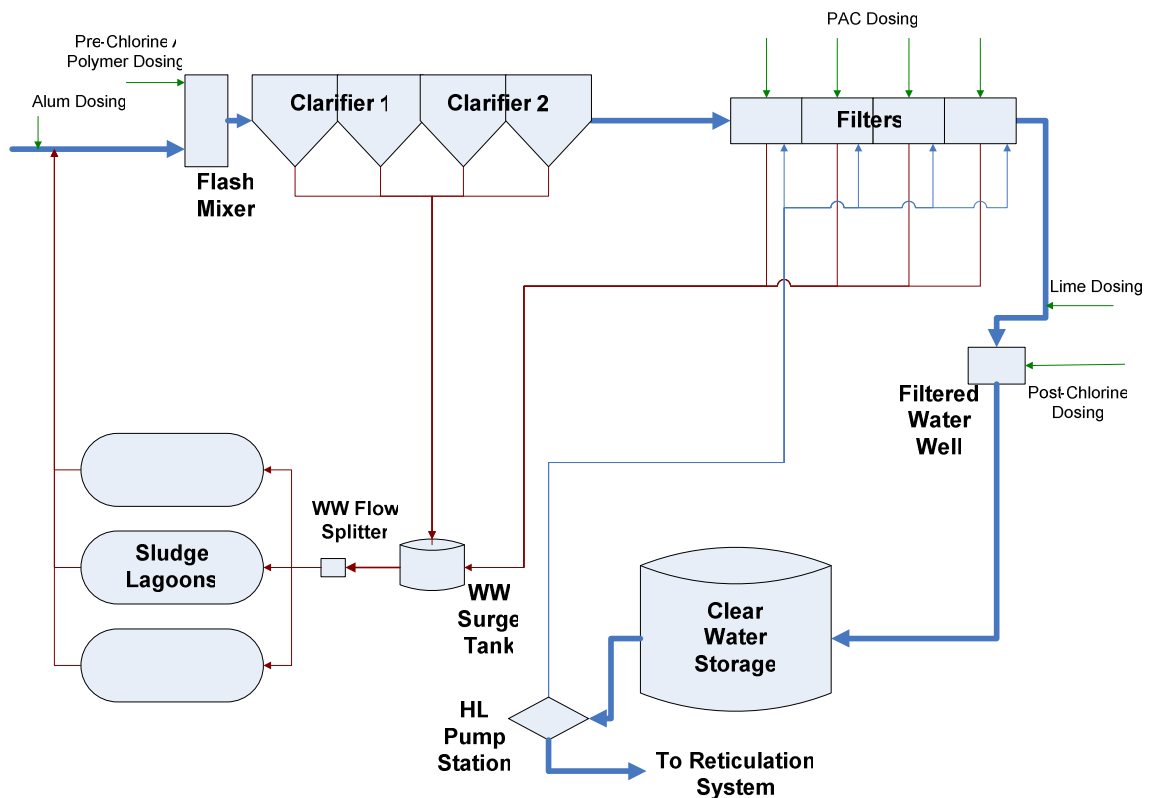 PAC Dosing
Pre-Chlorine /
Polymer Dosing
Alum Dosing
Clarifier 1
Clarifier 2
Filters
Flash
Mixer
Lime Dosing
Filtered
Water
Well
Post-Chlorine
Dosing
WW Flow
Splitter
Sludge
Lagoons
WW
Surge
Tank
Clear
Water
Storage
HL
Pump
Station
To Reticulation
System